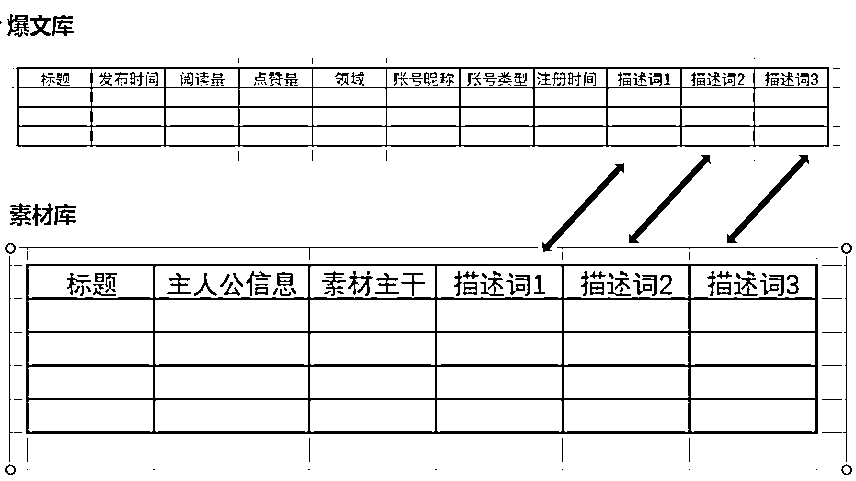 爆文库
标题 发布时间 阅读量 点赞量 领域 账号昵称 账号类型 注册时间 描述词1 描述词2 描述词3
素材库
标题 主人公信息 素材主干 描述词1 描述词2 描述词3